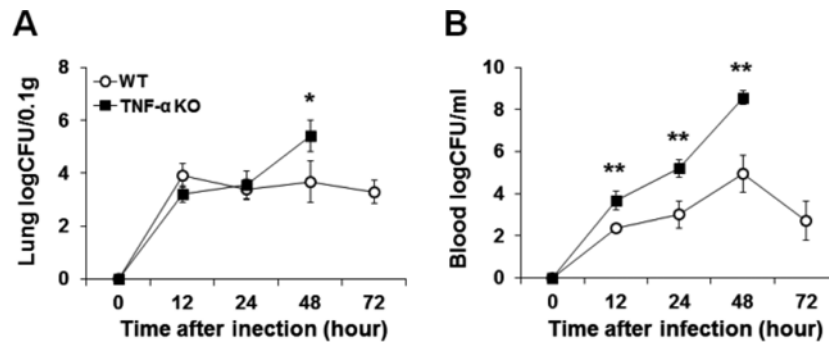 A
Lung logCFU/0.1g
8
6
4
2
0
WT
TNF-α KO
*
0 12 24 48 72
Time after inection (hour)
B
Blood logCFU/ml
10
8
6
4
2
0
**
**
**
0 12 24 48 72
Time after infection (hour)